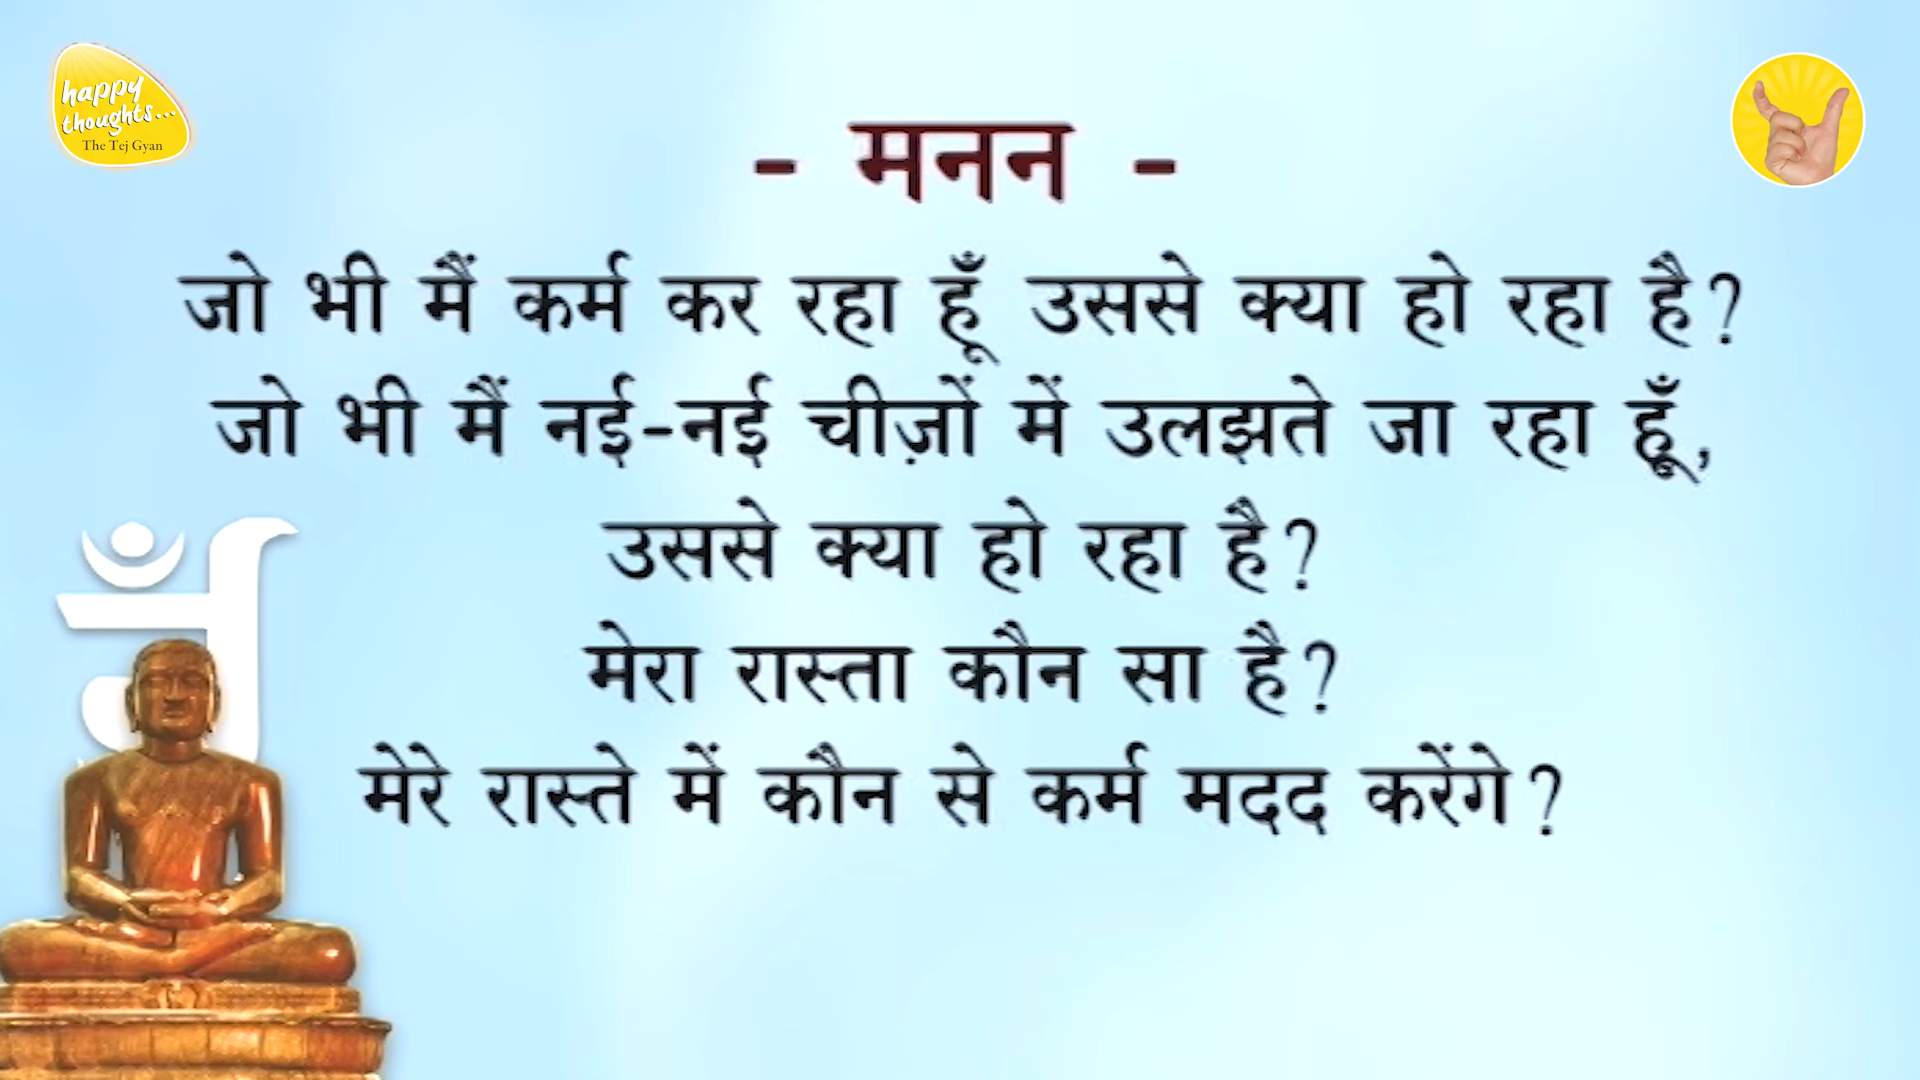 happy
thoughts...
The Tej Gyan
- मनन -
जो भी मैं कर्म कर रहा हूँ उससे क्या हो रहा है?
जो भी मैं नई-नई चीज़ों में उलझते जा रहा हूँ,
उससे क्या हो रहा है?
मेरा रास्ता कौन सा है?
मेरे रास्ते में कौन से कर्म मदद करेंगे?